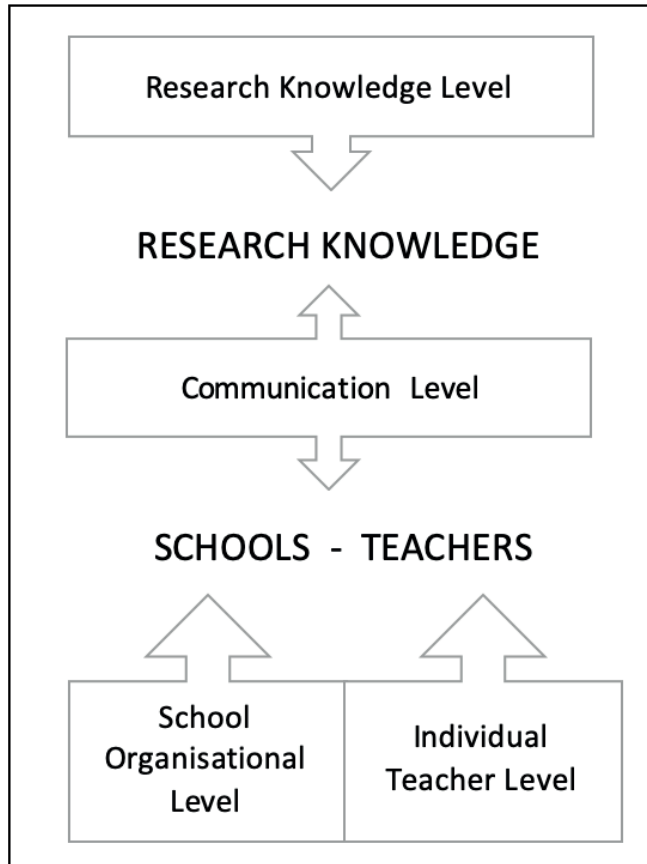 Research Knowledge Level
RESEARCH KNOWLEDGE
Communication Level
SCHOOLS - TEACHERS
School
Organisational
Level
Individual
Teacher Level